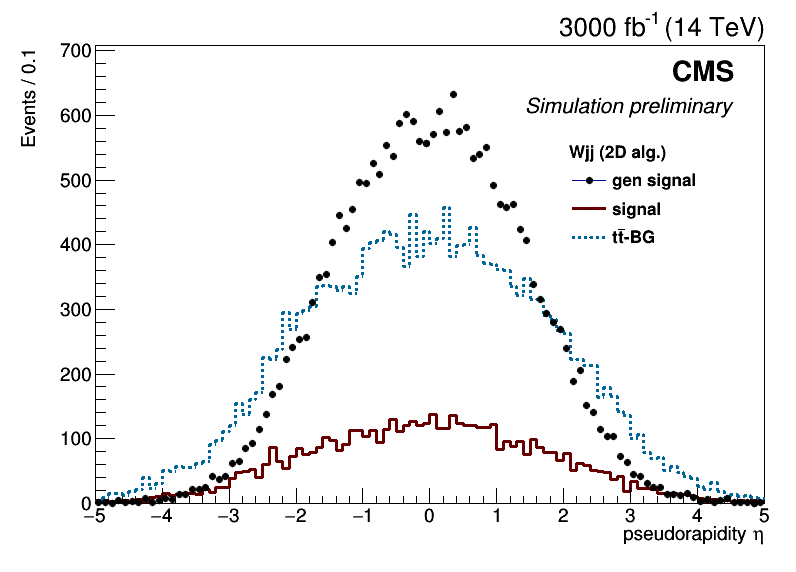 3000 fb⁻¹ (14 TeV)
CMS
Simulation preliminary
Wjj (2D alg.)
gen signal
signal
tt̄-BG
Events / 0.1
700
600
500
400
300
200
100
0
−5 −4 −3 −2 −1 0 1 2 3 4 5
pseudorapidity η